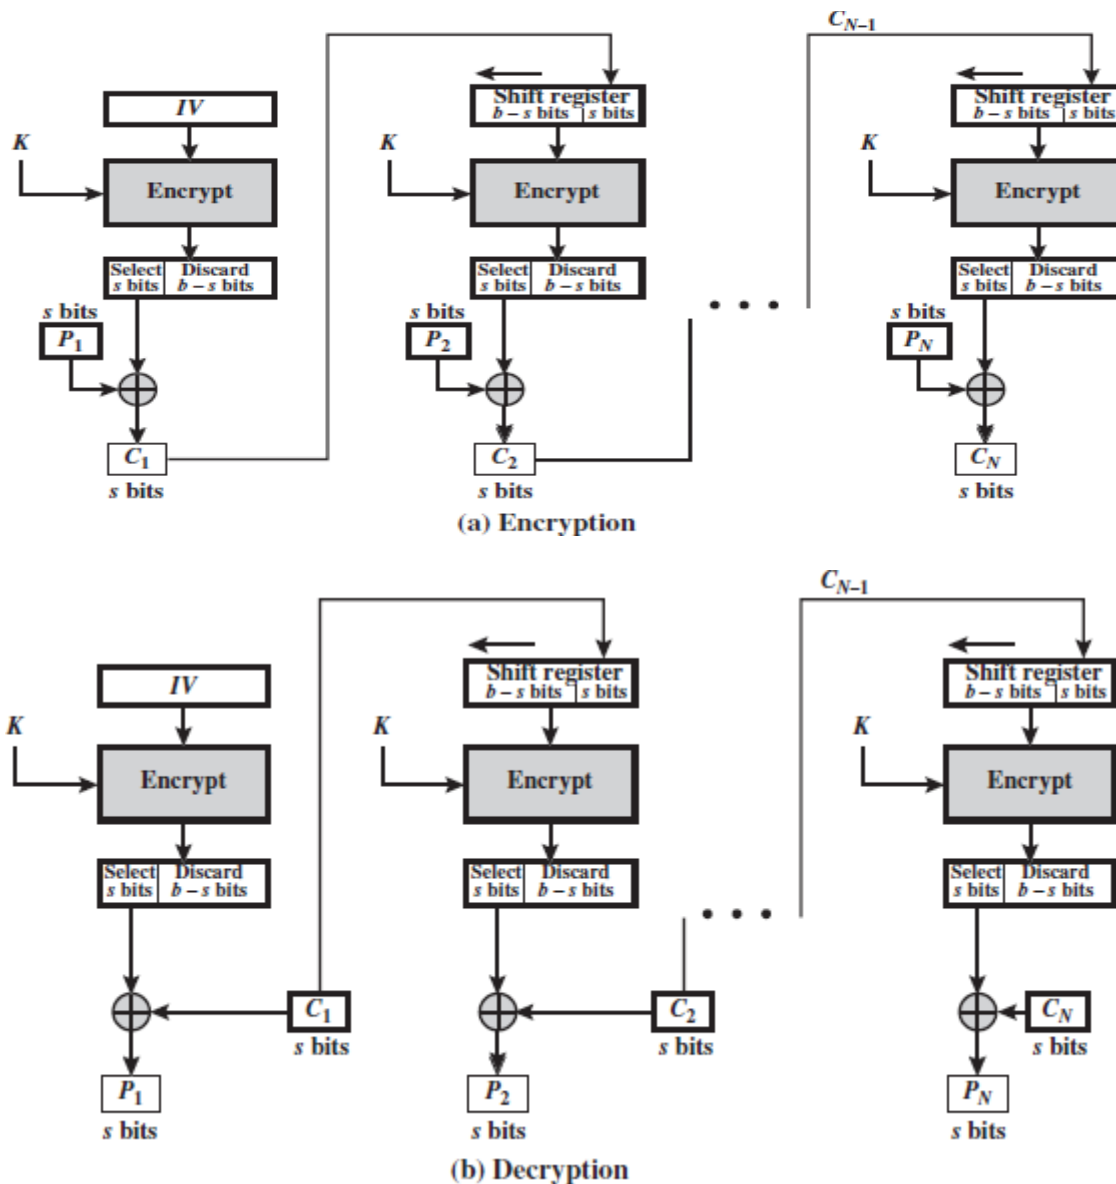 C_{N-1}
IV
Shift register
b – s bits | s bits
Shift register
b – s bits | s bits
K
K
K
Encrypt
Encrypt
Encrypt
Select
s bits
Discard
b – s bits
Select
s bits
Discard
b – s bits
Select
s bits
Discard
b – s bits
s bits
P_1
s bits
P_2
s bits
P_N
C_1
s bits
C_2
s bits
C_N
s bits
(a) Encryption
C_{N-1}
IV
Shift register
b – s bits | s bits
Shift register
b – s bits | s bits
K
K
K
Encrypt
Encrypt
Encrypt
Select
s bits
Discard
b – s bits
Select
s bits
Discard
b – s bits
Select
s bits
Discard
b – s bits
C_1
s bits
C_2
s bits
C_N
s bits
P_1
s bits
P_2
s bits
P_N
s bits
(b) Decryption